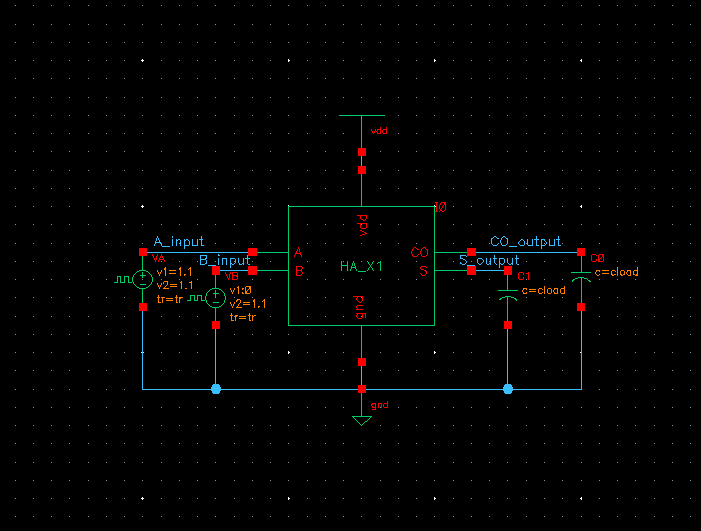 vdd
I0
vdd
A_input
CO_output
VA
A
CO
C0
B_input
S_output
v1=1.1
B
HA_X1
S
c=cload
VB
C1
v2=1.1
v1:0
c=cload
tr=tr
v2=1.1
gnd
tr=tr
gnd